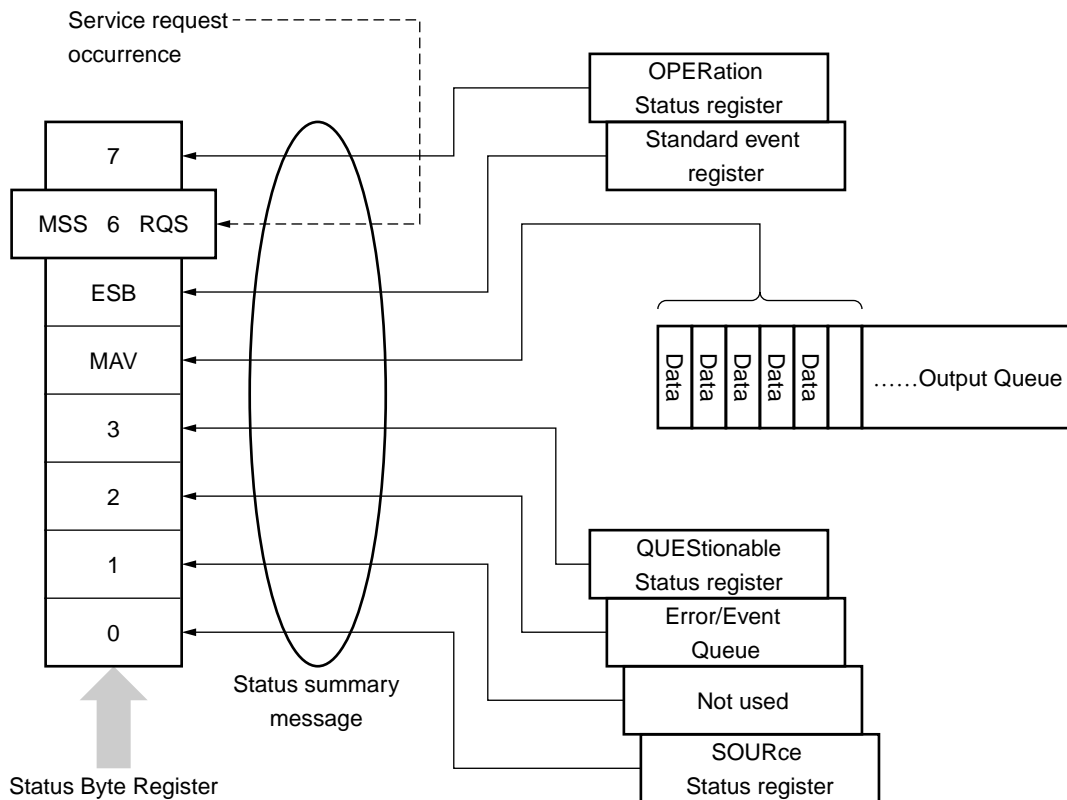 Service request
occurrence
OPERation
Status register
Standard event
register
7
MSS 6 RQS
ESB
MAV
3
2
1
0
Data
Data
Data
Data
Data
……Output Queue
QUEStionable
Status register
Error/Event
Queue
Not used
SOURce
Status register
Status summary
message
Status Byte Register